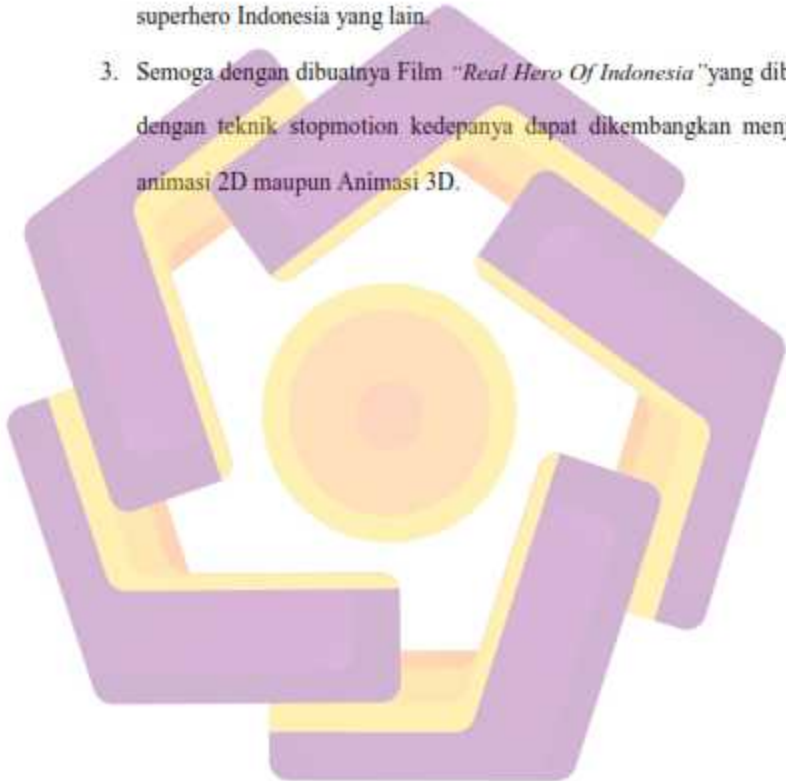 superhero Indonesia yang lain.
3. Semoga dengan dibuatnya Film “Real Hero Of Indonesia”yang dib
dengan teknik stopmotion kedepanya dapat dikembangkan meny
animasi 2D maupun Animasi 3D.